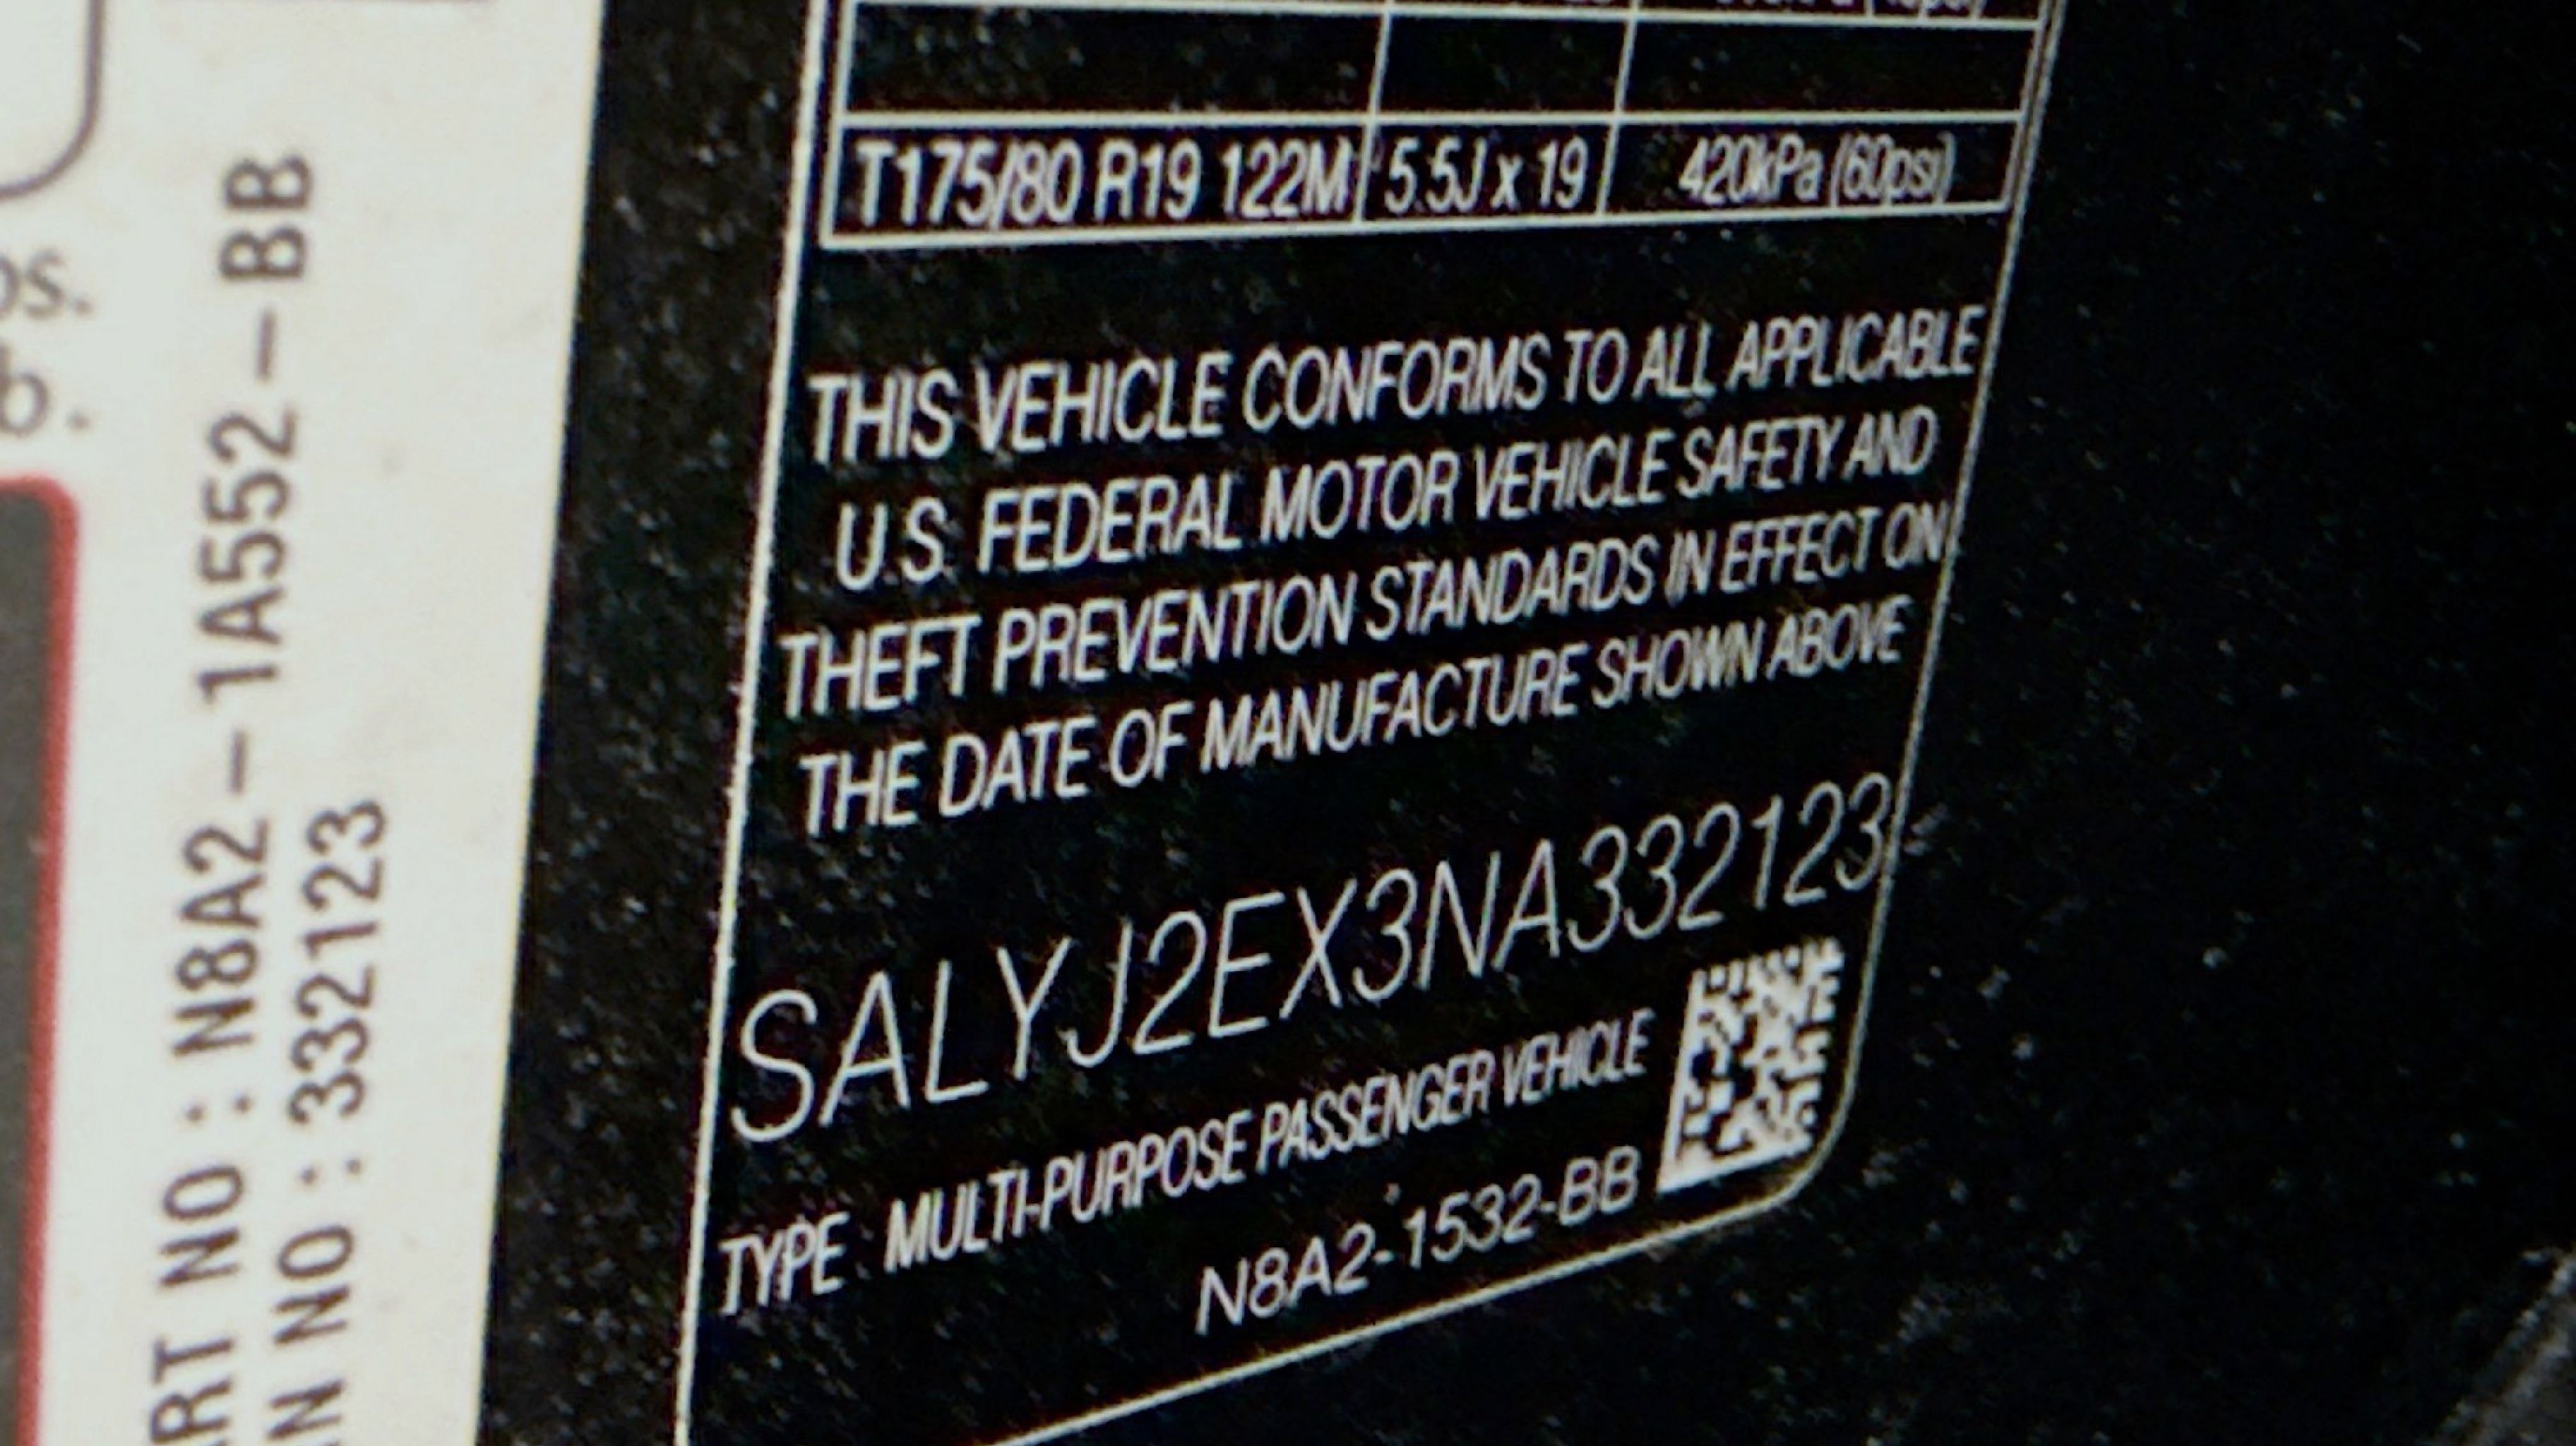 T175/80 R19 122M 5.5J x 19 420kPa (60psi)
THIS VEHICLE CONFORMS TO ALL APPLICABLE
U.S. FEDERAL MOTOR VEHICLE SAFETY AND
THEFT PREVENTION STANDARDS IN EFFECT ON
THE DATE OF MANUFACTURE SHOWN ABOVE
SALYJ2EX3NA332123
TYPE : MULTI-PURPOSE PASSENGER VEHICLE
N8A2-1532-BB
NO : N8A2-1A552-BB
NO : 332123